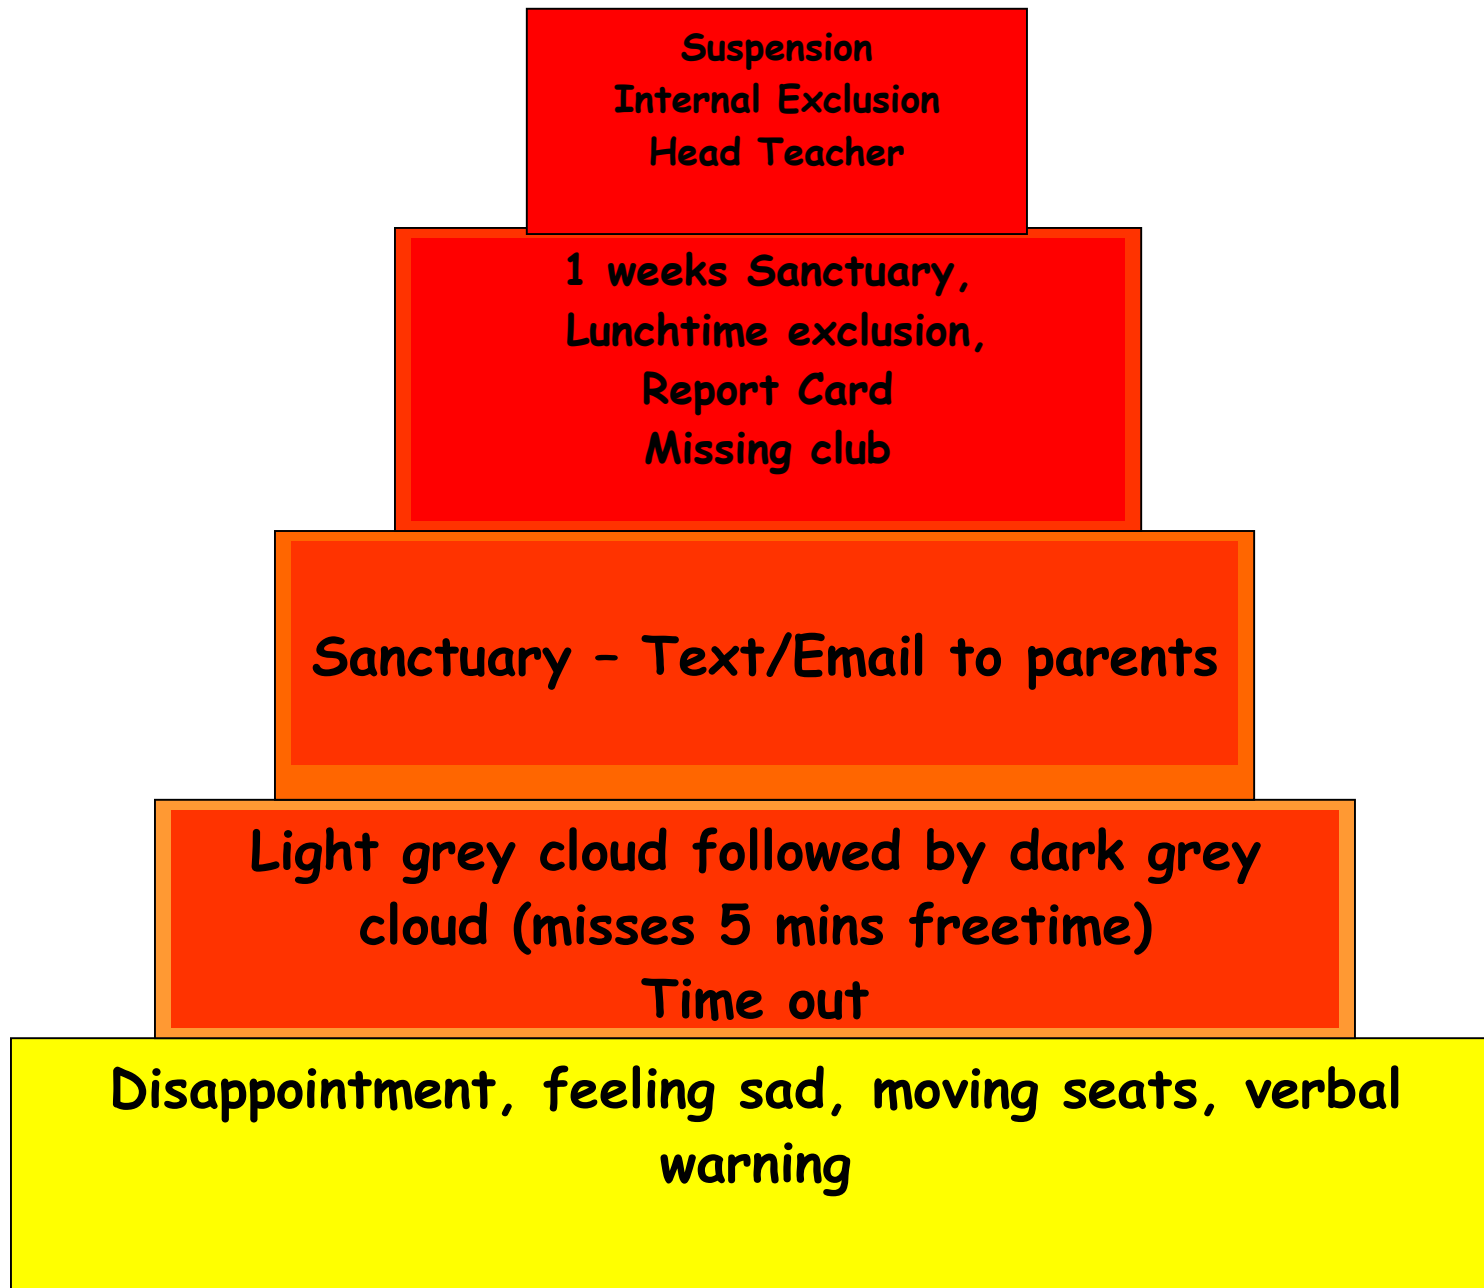 Suspension
Internal Exclusion
Head Teacher
1 weeks Sanctuary,
Lunchtime exclusion,
Report Card
Missing club
Sanctuary – Text/Email to parents
Light grey cloud followed by dark grey
cloud (misses 5 mins freetime)
Time out
Disappointment, feeling sad, moving seats, verbal
warning